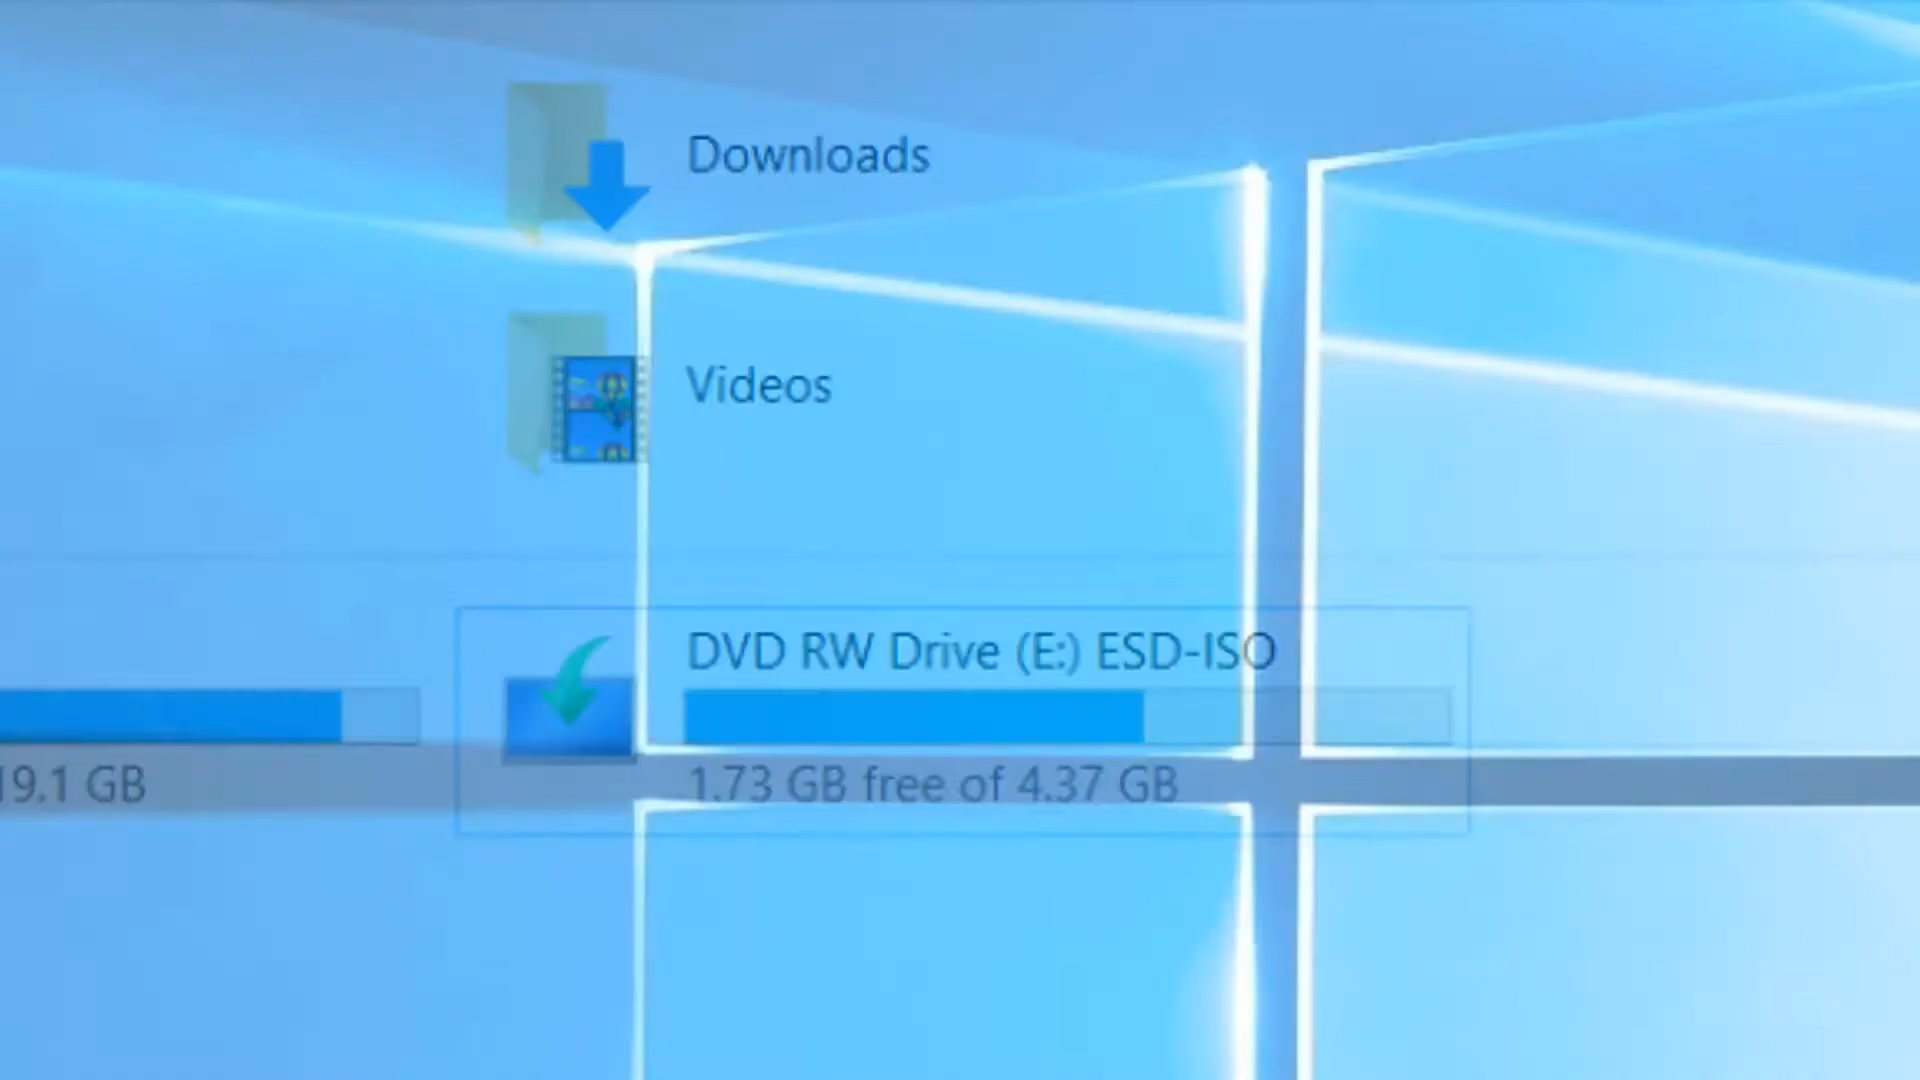 Downloads
Videos
DVD RW Drive (E:) ESD-ISO
19.1 GB
1.73 GB free of 4.37 GB